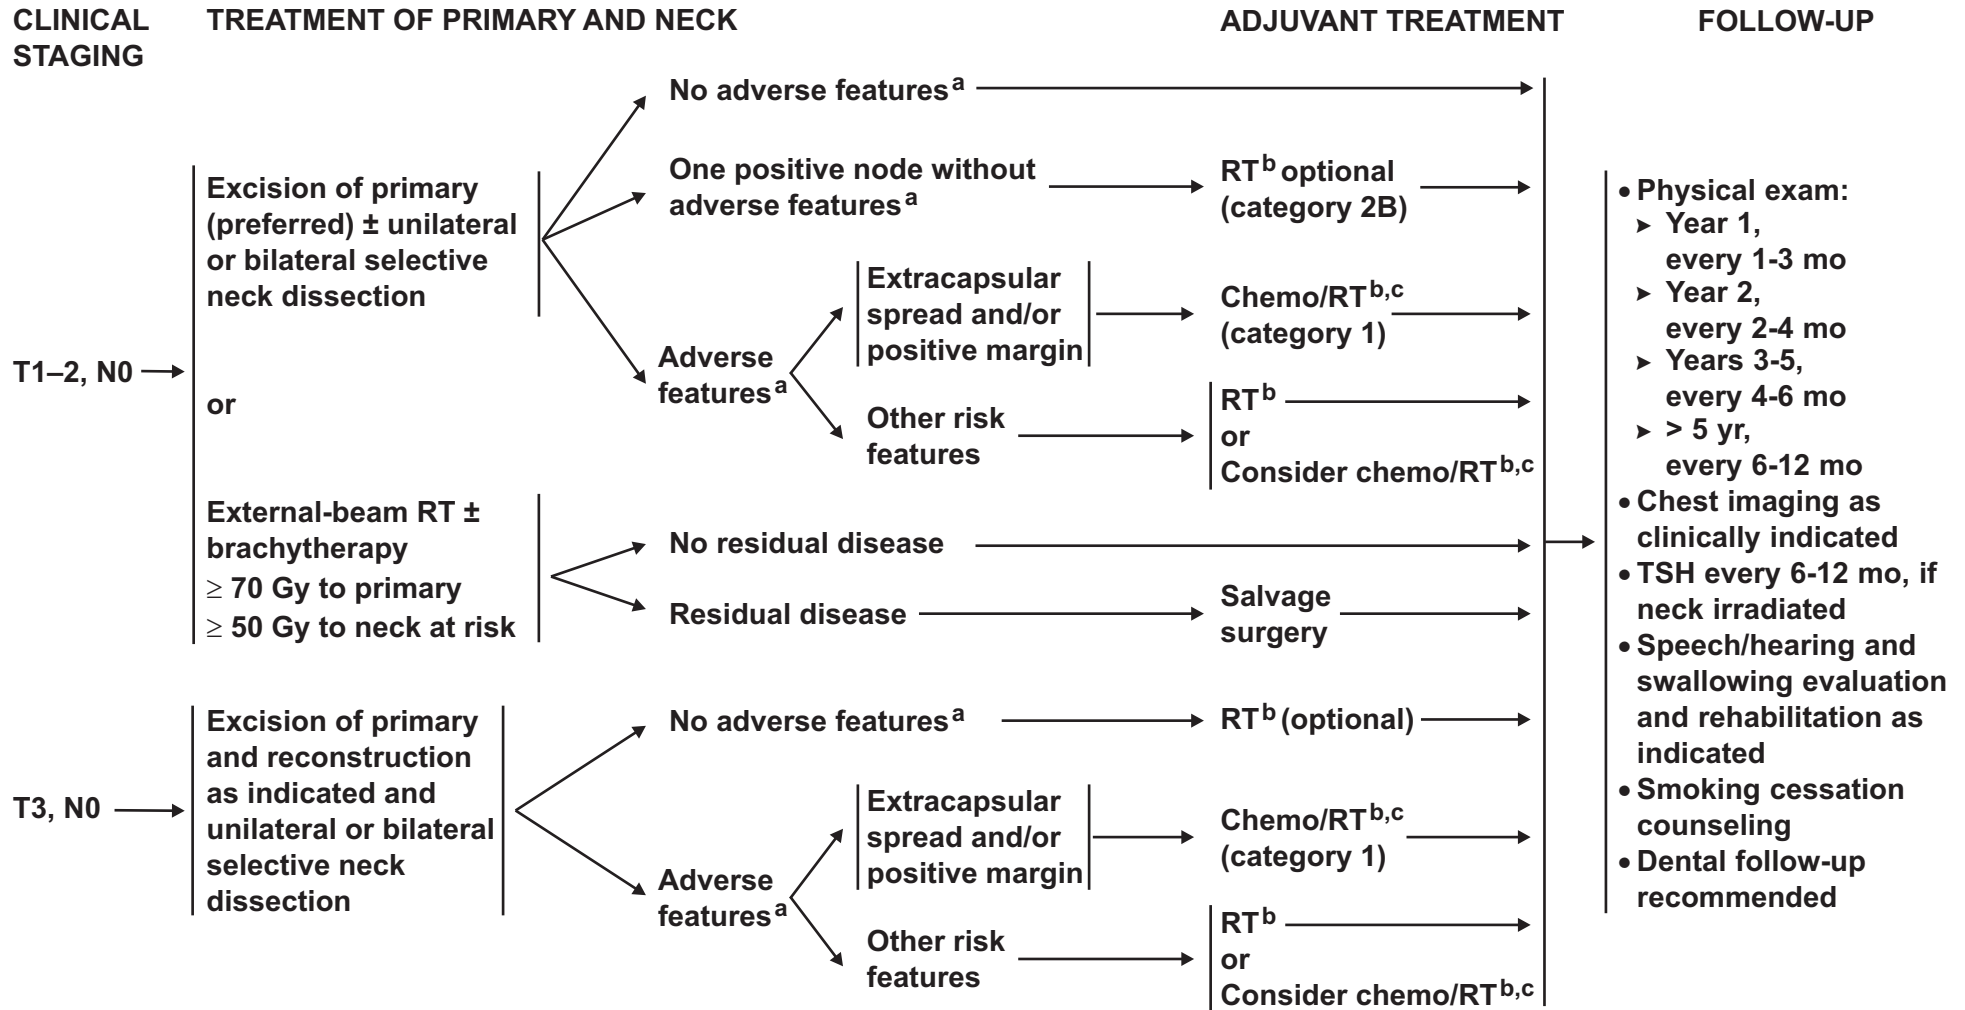 CLINICAL
STAGING
TREATMENT OF PRIMARY AND NECK
ADJUVANT TREATMENT
FOLLOW-UP
T1–2, N0
Excision of primary
(preferred) ± unilateral
or bilateral selective
neck dissection
or
External-beam RT ±
brachytherapy
≥ 70 Gy to primary
≥ 50 Gy to neck at risk
No adverse features a
One positive node without
adverse features a
RT b optional
(category 2B)
Adverse
features a
Extracapsular
spread and/or
positive margin
Chemo/RT b,c
(category 1)
Other risk
features
RT b
or
Consider chemo/RT b,c
No residual disease
Residual disease
Salvage
surgery
T3, N0
Excision of primary
and reconstruction
as indicated and
unilateral or bilateral
selective neck
dissection
No adverse features a
RT b (optional)
Adverse
features a
Extracapsular
spread and/or
positive margin
Chemo/RT b,c
(category 1)
Other risk
features
RT b
or
Consider chemo/RT b,c
• Physical exam:
➤ Year 1,
every 1-3 mo
➤ Year 2,
every 2-4 mo
➤ Years 3-5,
every 4-6 mo
➤ > 5 yr,
every 6-12 mo
• Chest imaging as
clinically indicated
• TSH every 6-12 mo, if
neck irradiated
• Speech/hearing and
swallowing evaluation
and rehabilitation as
indicated
• Smoking cessation
counseling
• Dental follow-up
recommended